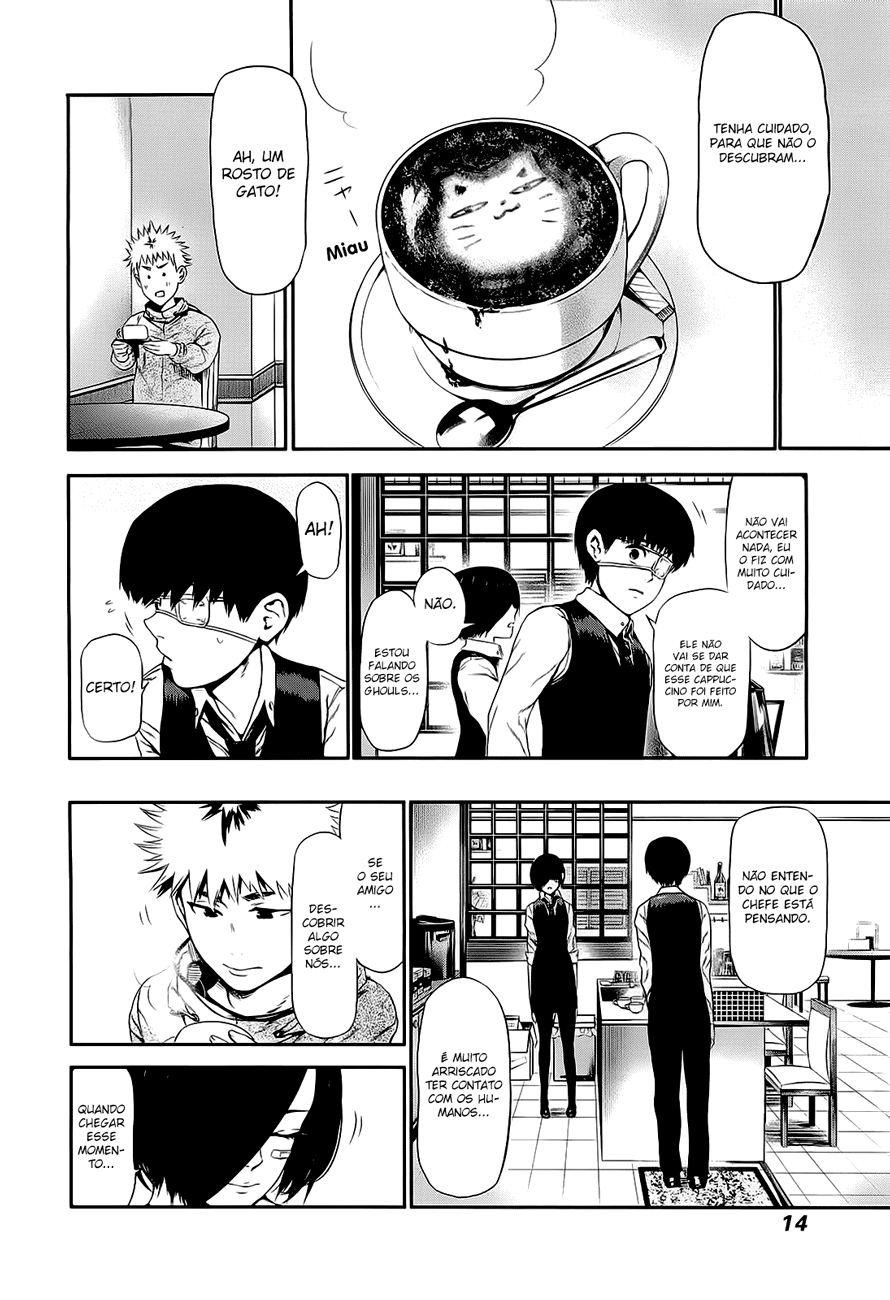 TENHA CUIDADO,
PARA QUE NÃO O
DESCUBRAM...
ニャー
Miau
AH, UM
ROSTO DE
GATO!
NÃO VAI
ACONTECER
NADA, EU
O FIZ COM
MUITO CUI-
DADO...
ELE NÃO
VAI SE DAR
CONTA DE QUE
ESSE CAPPUC-
CINO FOI FEITO
POR MIM.
NÃO.
ESTOU
FALANDO
SOBRE OS
GHOULS...
AH!
CERTO!
NÃO ENTEN-
DO NO QUE O
CHEFE ESTÁ
PENSANDO.
É MUITO
ARRISCADO
TER CONTATO
COM OS HU-
MANOS...
SE
O SEU
AMIGO
...
DES-
COBRIR
ALGO
SOBRE
NÓS...
QUANDO
CHEGAR
ESSE
MOMEN-
TO...
14